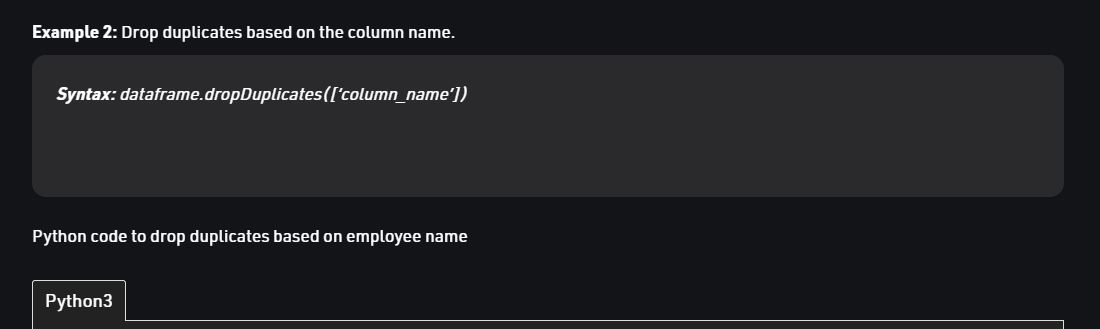 Example 2: Drop duplicates based on the column name.
Syntax: dataframe.dropDuplicates([‘column_name’])
Python code to drop duplicates based on employee name
Python3